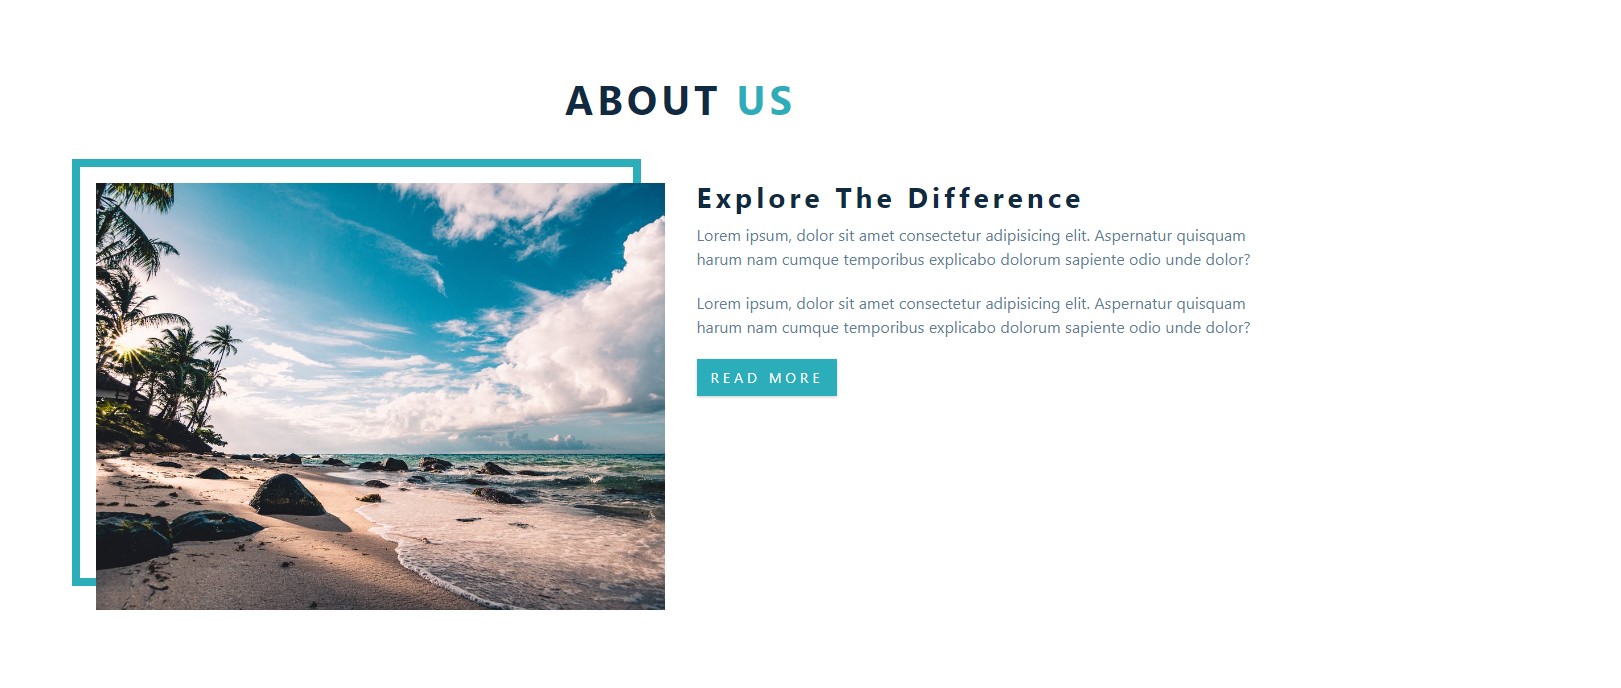 ABOUT US
Explore The Difference
Lorem ipsum, dolor sit amet consectetur adipisicing elit. Aspernatur quisquam
harum nam cumque temporibus explicabo dolorum sapiente odio unde dolor?
Lorem ipsum, dolor sit amet consectetur adipisicing elit. Aspernatur quisquam
harum nam cumque temporibus explicabo dolorum sapiente odio unde dolor?
READ MORE